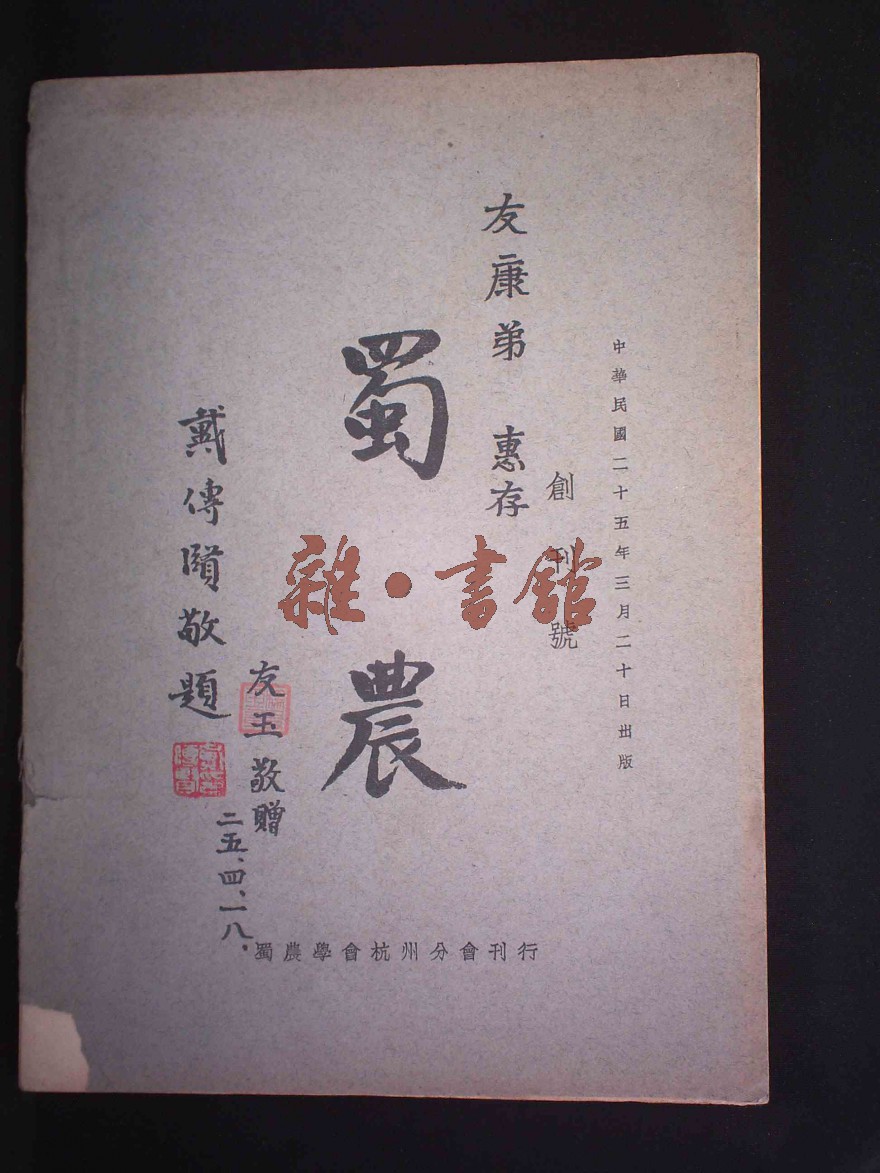 中華民國二十五年三月二十日出版
創刊號
友康弟 惠存
蜀農
友玉敬贈
二五、四、一八、
戴傳賢敬題
蜀農學會杭州分會刊行
雜·書館